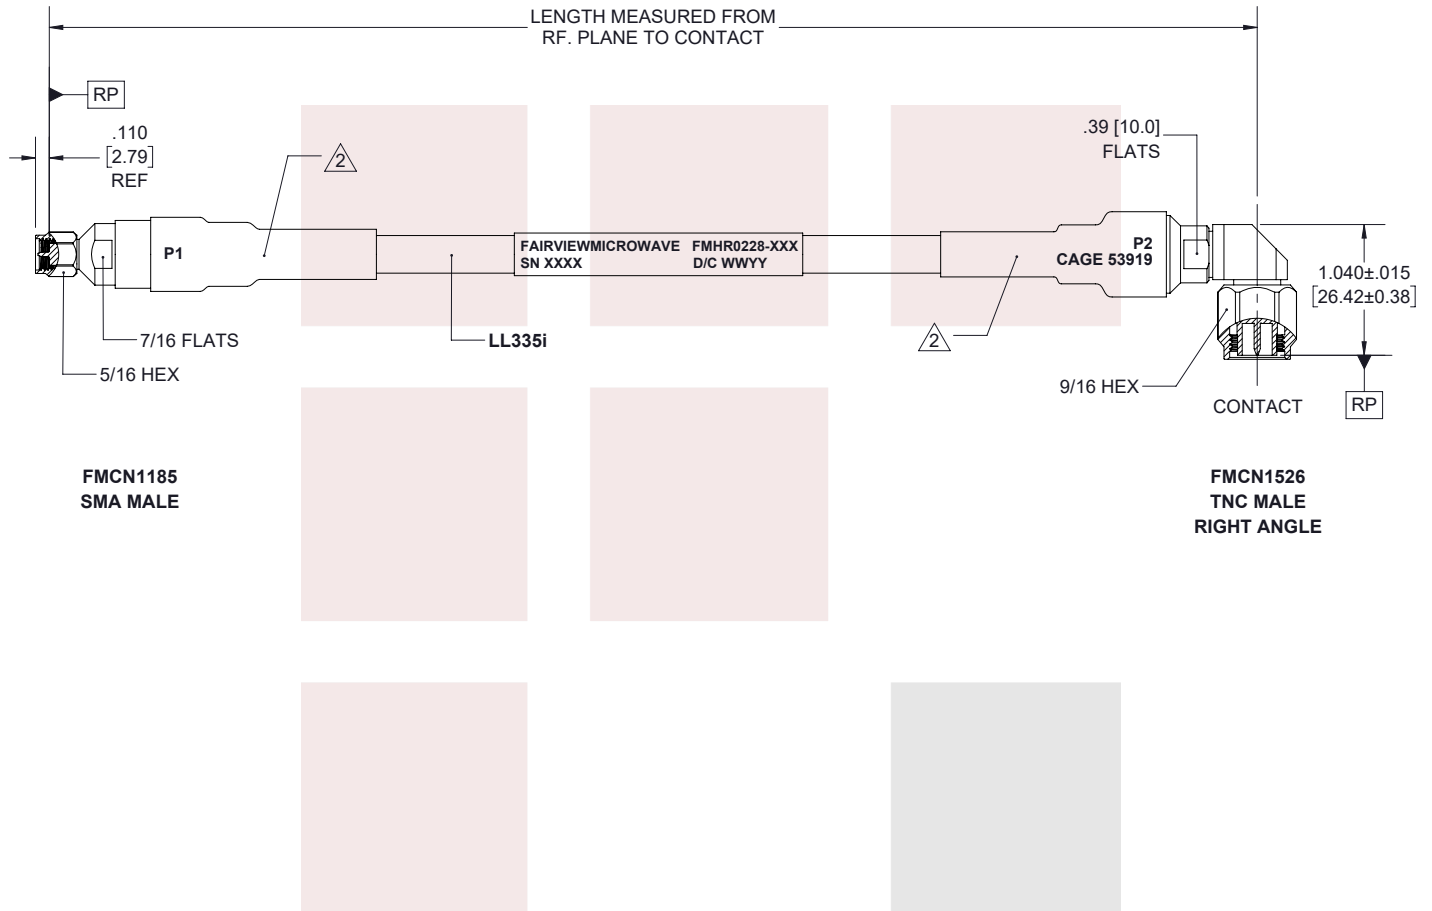 LENGTH MEASURED FROM
RF. PLANE TO CONTACT
RP
.110
[2.79]
REF
2
.39 [10.0]
FLATS
P1
FAIRVIEWMICROWAVE FMHR0228-XXX
SN XXXX D/C WWYY
P2
CAGE 53919
1.040±.015
[26.42±0.38]
7/16 FLATS
LL335i
2
5/16 HEX
9/16 HEX
CONTACT
RP
FMCN1185
SMA MALE
FMCN1526
TNC MALE
RIGHT ANGLE